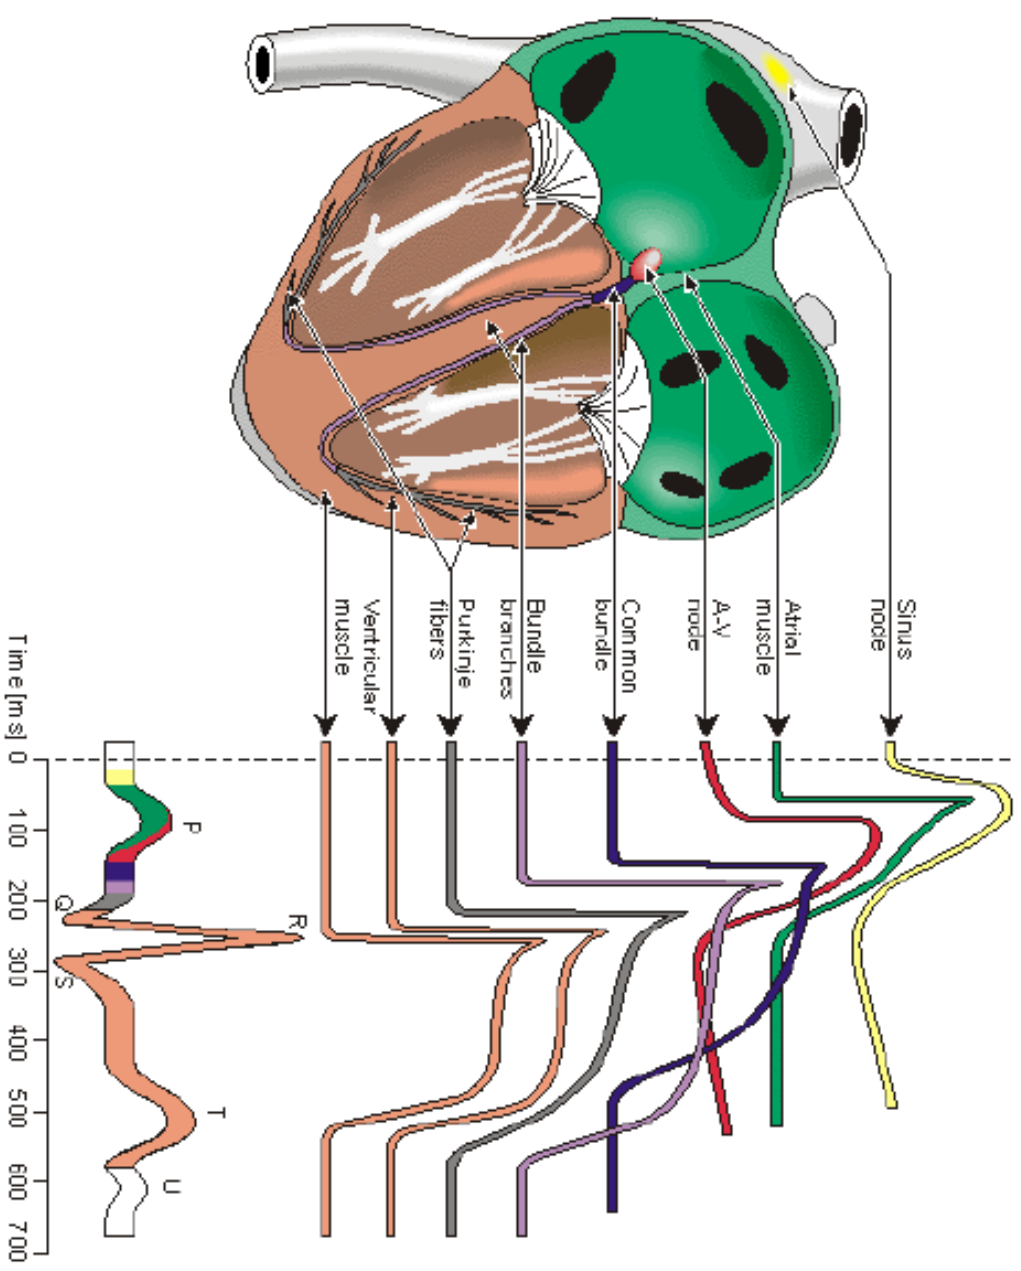 Sinus
node
Atrial
muscle
A-V
node
Common
bundle
Bundle
branches
Purkinje
fibers
Ventricular
muscle
P
Q
R
S
T
U
Time [ms]
0 100 200 300 400 500 600 700